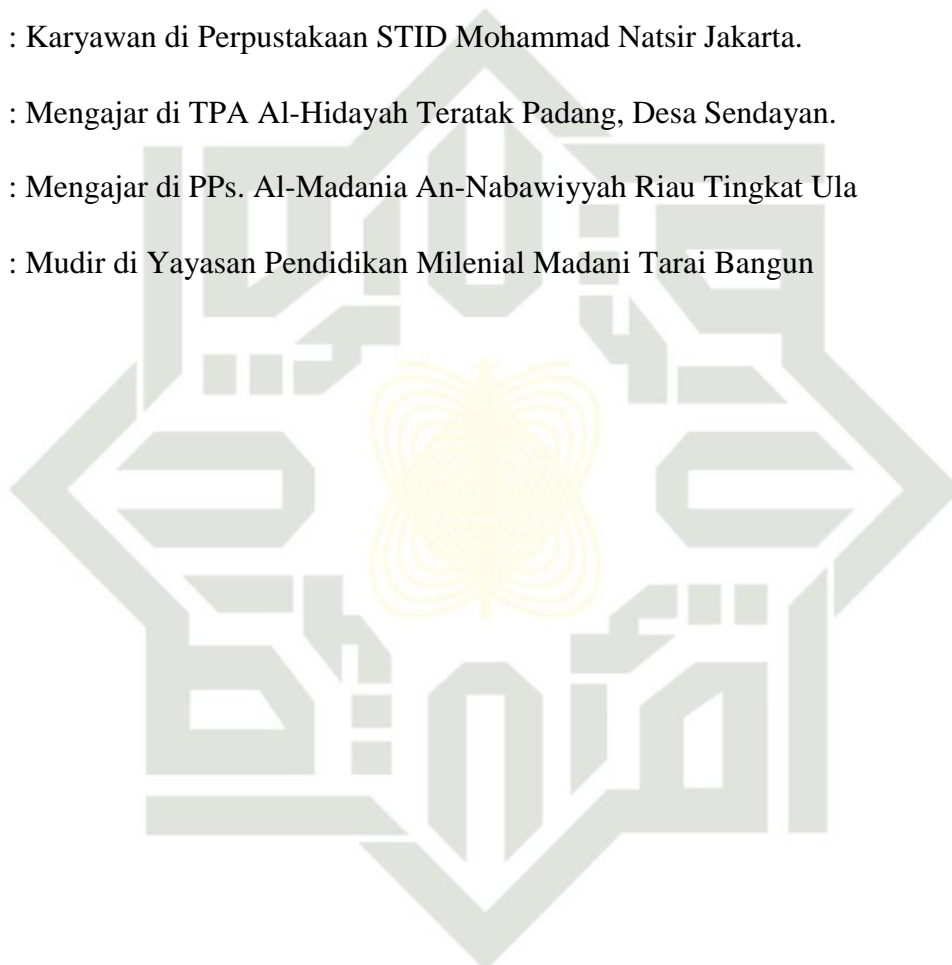 : Karyawan di Perpustakaan STID Mohammad Natsir Jakarta.
: Mengajar di TPA Al-Hidayah Teratak Padang, Desa Sendayan.
: Mengajar di PPs. Al-Madania An-Nabawiyyah Riau Tingkat Ula
: Mudir di Yayasan Pendidikan Milenial Madani Tarai Bangun